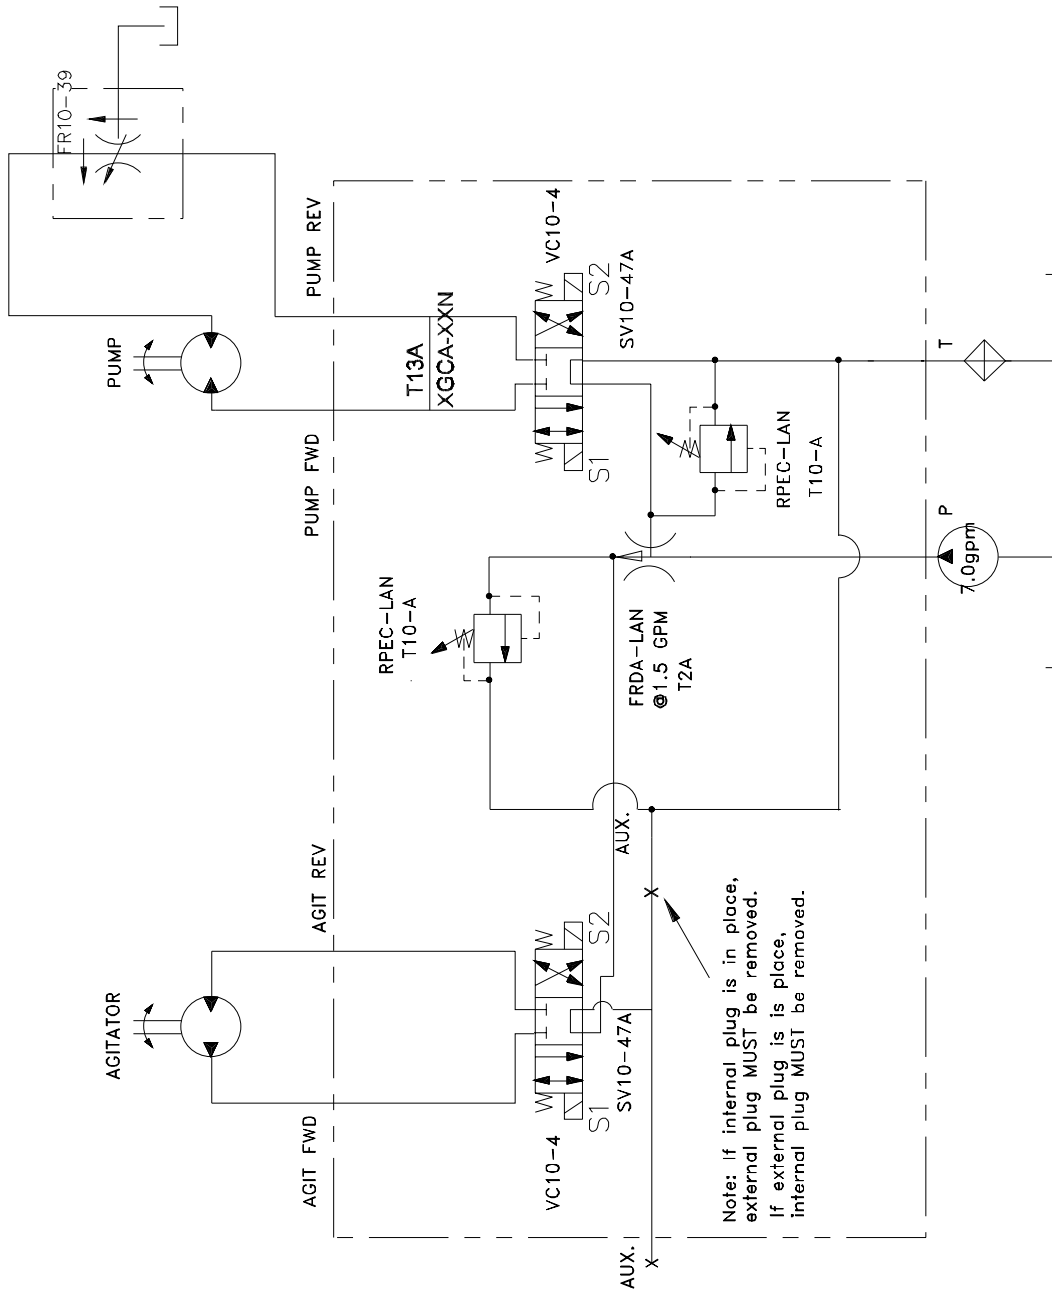 FR10-39
PUMP
PUMP REV
PUMP FWD
T13A
XGCA-XXN
VC10-4
S2
SV10-47A
S1
RPEC-LAN
T10-A
T
P
7.0gpm
RPEC-LAN
T10-A
FRDA-LAN
@1.5 GPM
T2A
AGITATOR
AGIT REV
AGIT FWD
AUX.
S2
SV10-47A
S1
VC10-4
Note: If internal plug is in place,
external plug MUST be removed.
If external plug is is place,
internal plug MUST be removed.
X
AUX.
X